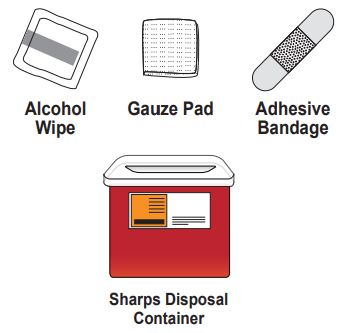 Alcohol
Wipe
Gauze Pad
Adhesive
Bandage
Sharps Disposal
Container